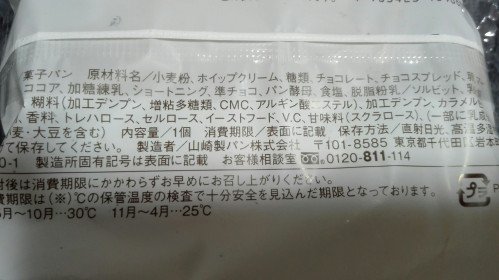 菓子パン 原材料名／小麦粉、ホイップクリーム、糖類、チョコレート、チョコスプレッド、
ココア、加糖練乳、ショートニング、準チョコ、パン酵母、食塩、脱脂粉乳／ソルビット、乳
糊料(加工デンプン、増粘多糖類、CMC、アルギン酸エステル)、加工デンプン、カラメル
香料、トレハロース、セルロース、イーストフード、V.C、甘味料(スクラロース)、(一部に乳成
麦・大豆を含む) 内容量／1個 消費期限／表面に記載 保存方法／直射日光、高温多
けて保存してください。 製造者／山崎製パン株式会社 〒101-8585 東京都千代田区岩本
0-1 製造所固有記号は表面に記載 お客様相談室 0120-811-114
封後は消費期限にかかわらずお早めにお召し上がりください。
費期限は(※)℃の保管温度の検査で十分安全を見込んだ期限となっております。
月〜10月…30℃ 11月〜4月…25℃
プラ